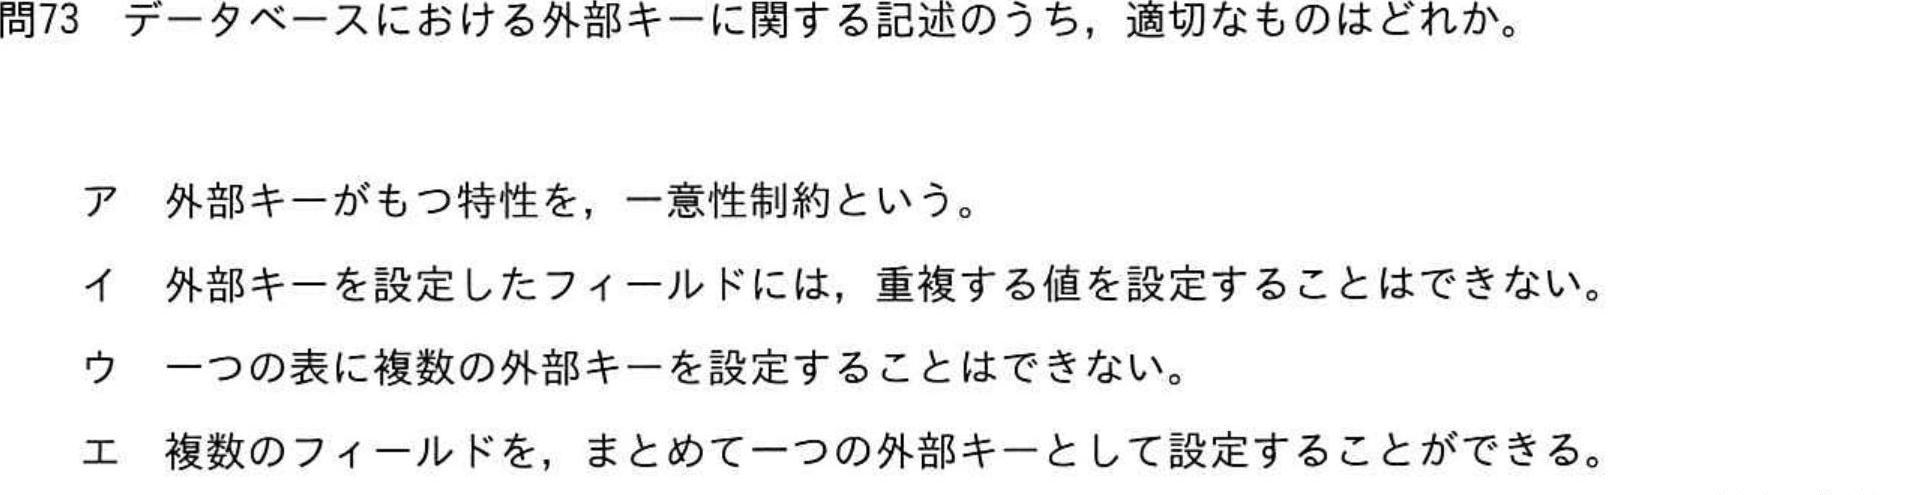 問73　データベースにおける外部キーに関する記述のうち，適切なものはどれか。
ア　外部キーがもつ特性を，一意性制約という。
イ　外部キーを設定したフィールドには，重複する値を設定することはできない。
ウ　一つの表に複数の外部キーを設定することはできない。
エ　複数のフィールドを，まとめて一つの外部キーとして設定することができる。